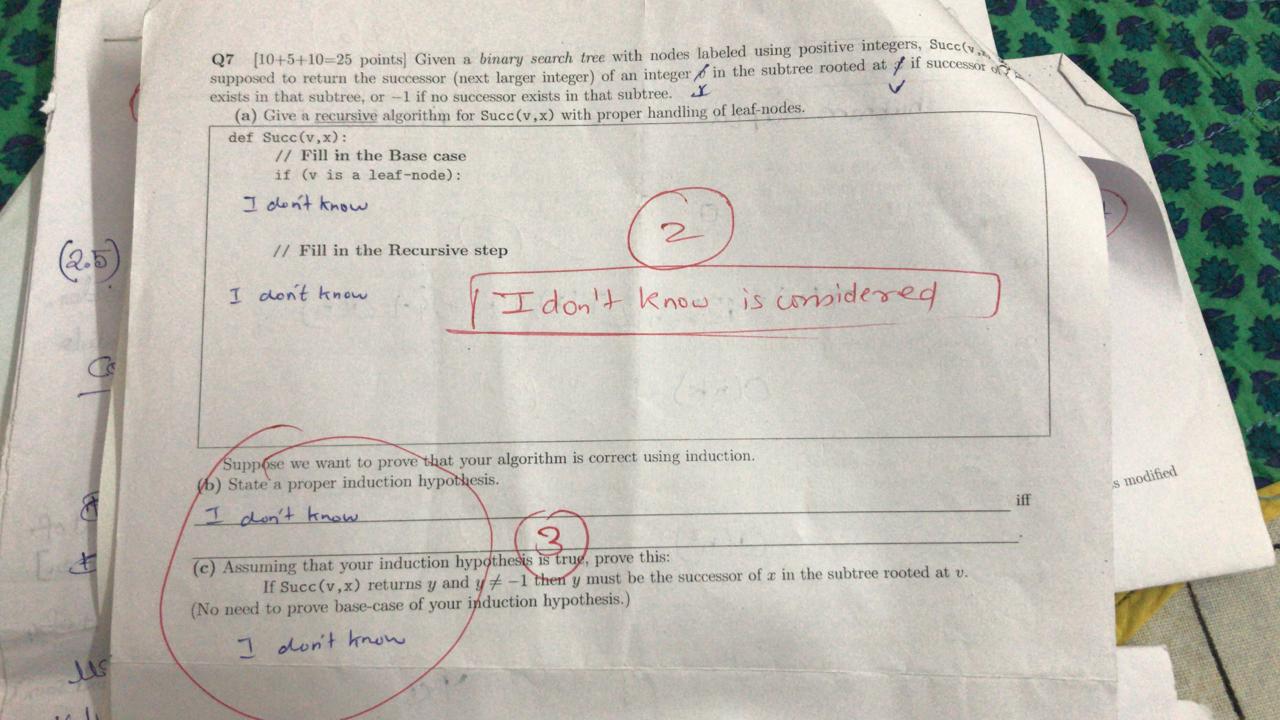 Q7 [10+5+10=25 points] Given a binary search tree with nodes labeled using positive integers, Succ(v,
supposed to return the successor (next larger integer) of an integer in the subtree rooted at if successor of
x v
exists in that subtree, or −1 if no successor exists in that subtree.
(a) Give a recursive algorithm for Succ(v,x) with proper handling of leaf-nodes.
def Succ(v,x):
// Fill in the Base case
if (v is a leaf-node):
I don't know
2
// Fill in the Recursive step
I don't know
I don't know is considered
(2.5)
Suppose we want to prove that your algorithm is correct using induction.
(b) State a proper induction hypothesis.
I don't know iff
3
(c) Assuming that your induction hypothesis is true, prove this:
If Succ(v,x) returns y and y ≠ −1 then y must be the successor of x in the subtree rooted at v.
(No need to prove base-case of your induction hypothesis.)
I don't know
s modified